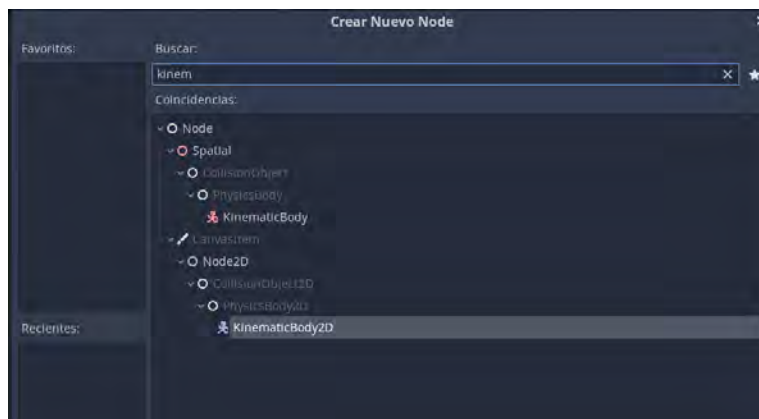 Crear Nuevo Node
Favoritos:
Buscar:
kinem
Coincidencias:
Node
Spatial
CollisionObject
PhysicsBody
KinematicBody
CanvasItem
Node2D
CollisionObject2D
PhysicsBody2D
KinematicBody2D
Recientes: